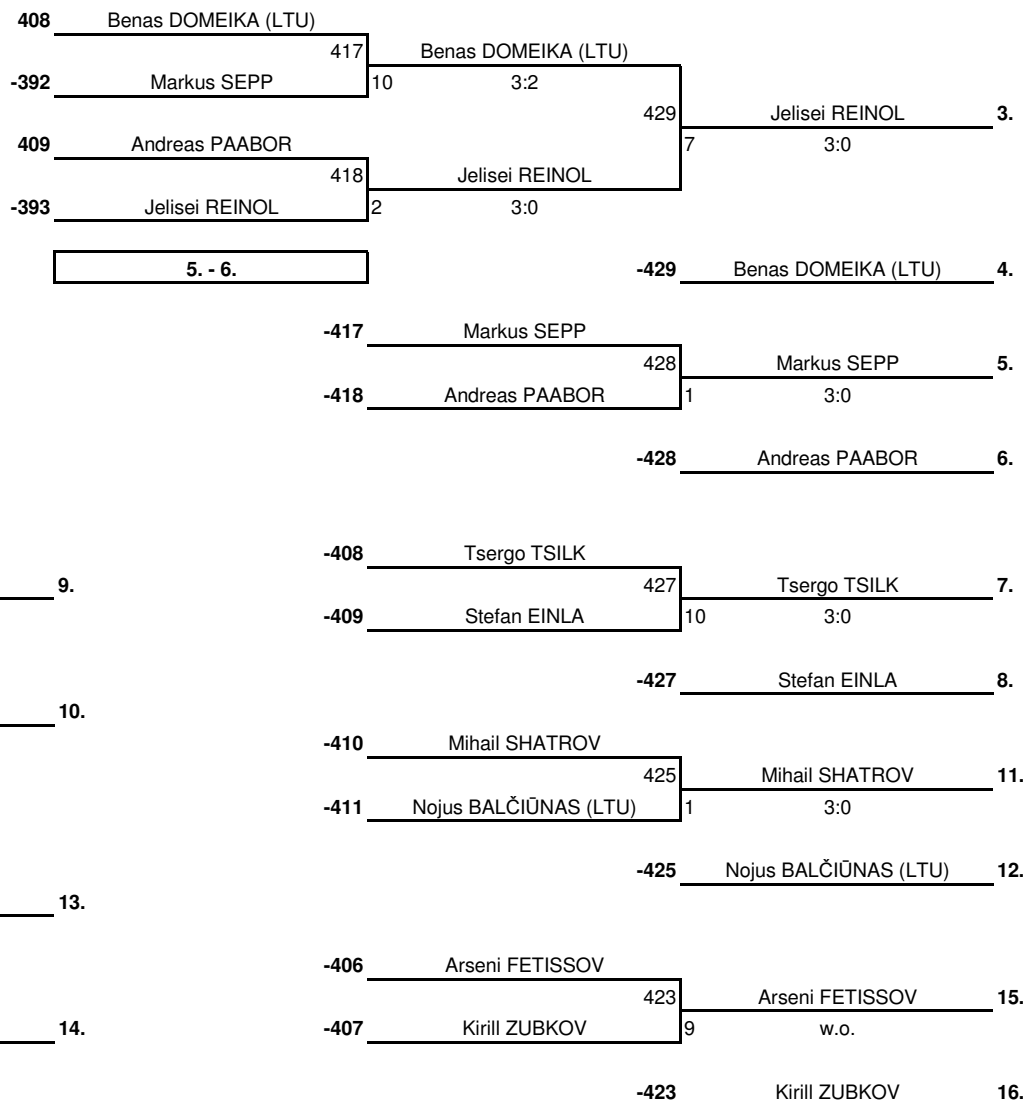 408 Benas DOMEIKA (LTU)
417 Benas DOMEIKA (LTU)
-392 Markus SEPP 10 3:2
429 Jelisei REINOL 3.
409 Andreas PAABOR 7 3:0
418 Jelisei REINOL
-393 Jelisei REINOL 2 3:0
5. - 6. -429 Benas DOMEIKA (LTU) 4.
-417 Markus SEPP
428 Markus SEPP 5.
-418 Andreas PAABOR 1 3:0
-428 Andreas PAABOR 6.
-408 Tsergo TSILK
9. 427 Tsergo TSILK 7.
-409 Stefan EINLA 10 3:0
-427 Stefan EINLA 8.
10.
-410 Mihail SHATROV
425 Mihail SHATROV 11.
-411 Nojus BALČIŪNAS (LTU) 1 3:0
-425 Nojus BALČIŪNAS (LTU) 12.
13.
-406 Arseni FETISSOV
423 Arseni FETISSOV 15.
14. -407 Kirill ZUBKOV 9 w.o.
-423 Kirill ZUBKOV 16.